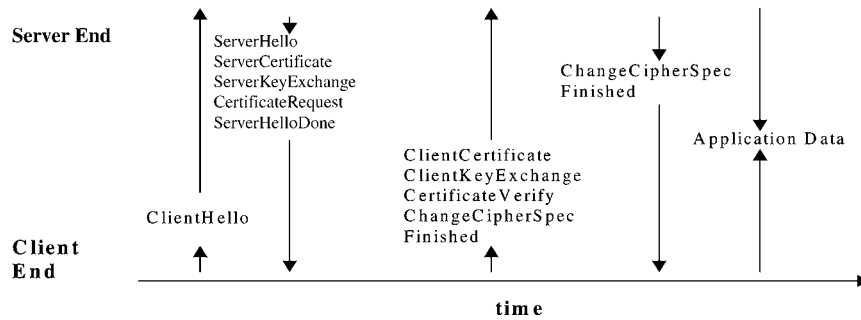 Server End
ServerHello
ServerCertificate
ServerKeyExchange
CertificateRequest
ServerHelloDone
ChangeCipherSpec
Finished
Application Data
ClientCertificate
ClientKeyExchange
CertificateVerify
ChangeCipherSpec
Finished
ClientHello
Client
End
time